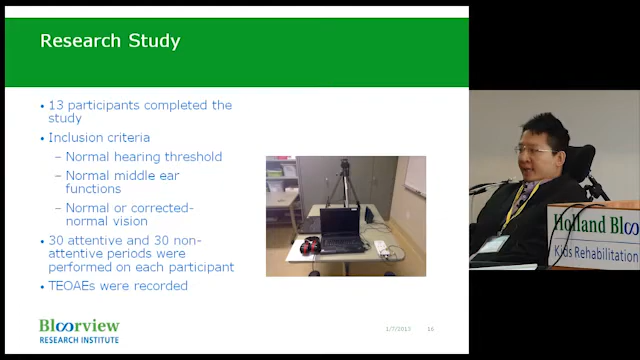 Research Study
• 13 participants completed the
study
• Inclusion criteria
– Normal hearing threshold
– Normal middle ear
functions
– Normal or corrected-
normal vision
• 30 attentive and 30 non-
attentive periods were
performed on each participant
• TEOAEs were recorded
Bloorview
RESEARCH INSTITUTE
1/7/2013 16
Holland Blo
Kids Rehabilitation